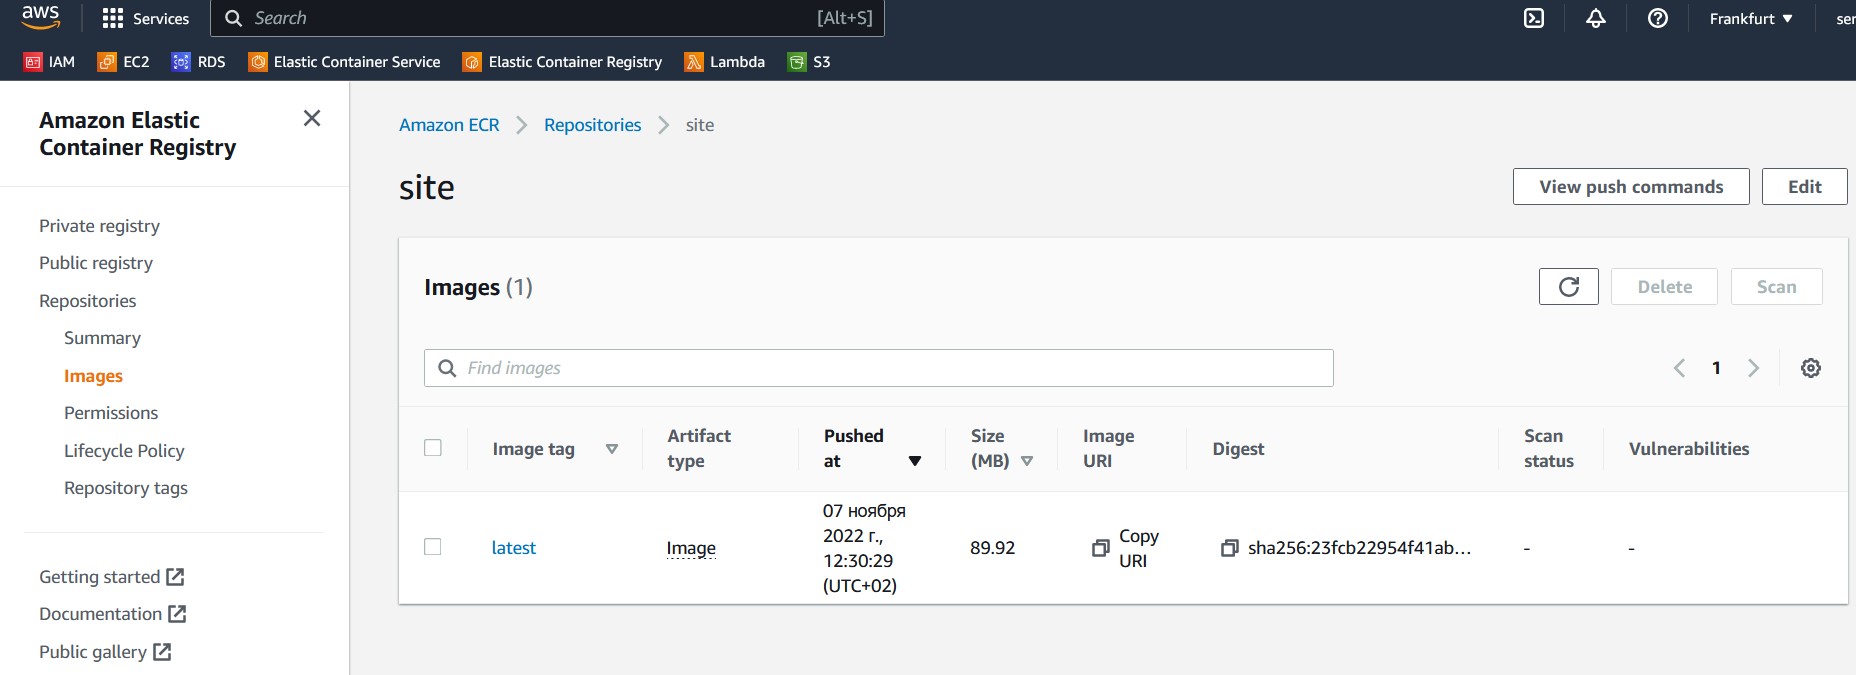 aws Services Search [Alt+S] Frankfurt ▼ ser
IAM EC2 RDS Elastic Container Service Elastic Container Registry Lambda S3
Amazon Elastic
Container Registry
Private registry
Public registry
Repositories
Summary
Images
Permissions
Lifecycle Policy
Repository tags
Getting started
Documentation
Public gallery
Amazon ECR > Repositories > site
site
View push commands Edit
Images (1)
Delete Scan
Find images
1
Image tag
Artifact
type
Pushed
at
Size
(MB)
Image
URI
Digest
Scan
status
Vulnerabilities
latest
Image
07 ноября
2022 г.,
12:30:29
(UTC+02)
89.92
Copy
URI
sha256:23fcb22954f41ab...
-
-